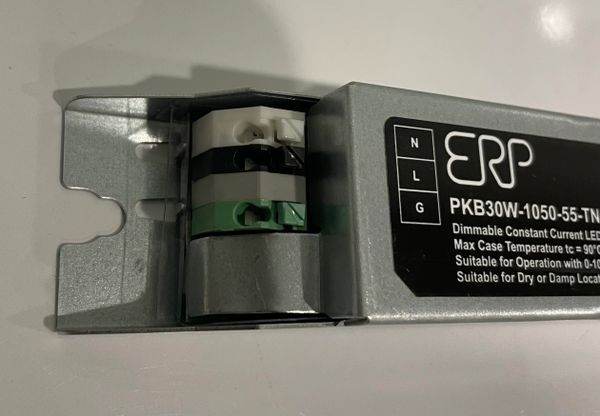 N
L
G
ERP
PKB30W-1050-55-TN
Dimmable Constant Current LED
Max Case Temperature tc = 90°C
Suitable for Operation with 0-10
Suitable for Dry or Damp Locat